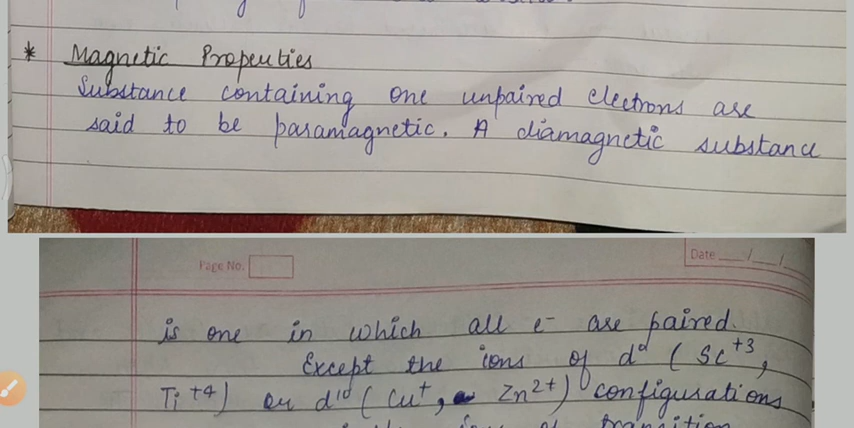 * Magnetic Properties
Substance containing one unpaired electrons are
said to be paramagnetic. A diamagnetic substance
Page No.
Date
is one in which all e- are paired.
Except the ions of d⁰ (Sc+3,
Ti+4) or d10 (Cu+, Zn2+) configurations
transition